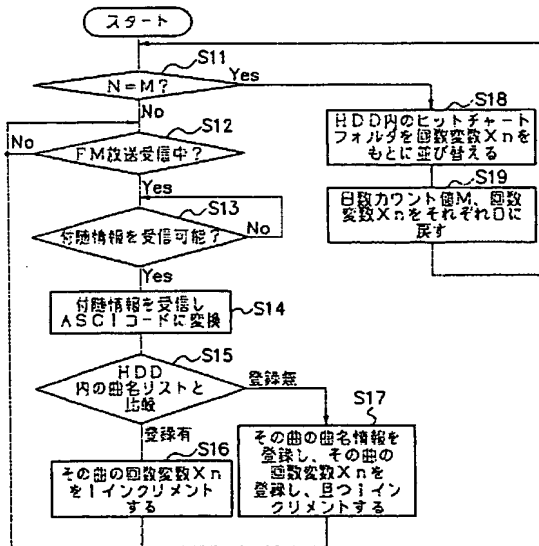 スタート
S11
N=M?
Yes
No
S12
FM放送受信中?
No
Yes
S13
付随情報を受信可能?
No
Yes
付随情報を受信し
ASCIコードに変換
S14
S15
HDD
内の曲名リストと
比較
登録無
登録有
S16
その曲の回数変数Xn
を1インクリメント
する
S17
その曲の曲名情報を
登録し、その曲の
回数変数Xnを
登録し、且つ1イン
クリメントする
S18
HDD内のヒットチャート
フォルダを回数変数Xnを
もとに並び替える
S19
日数カウント値M、回数
変数Xnをそれぞれ0に
戻す